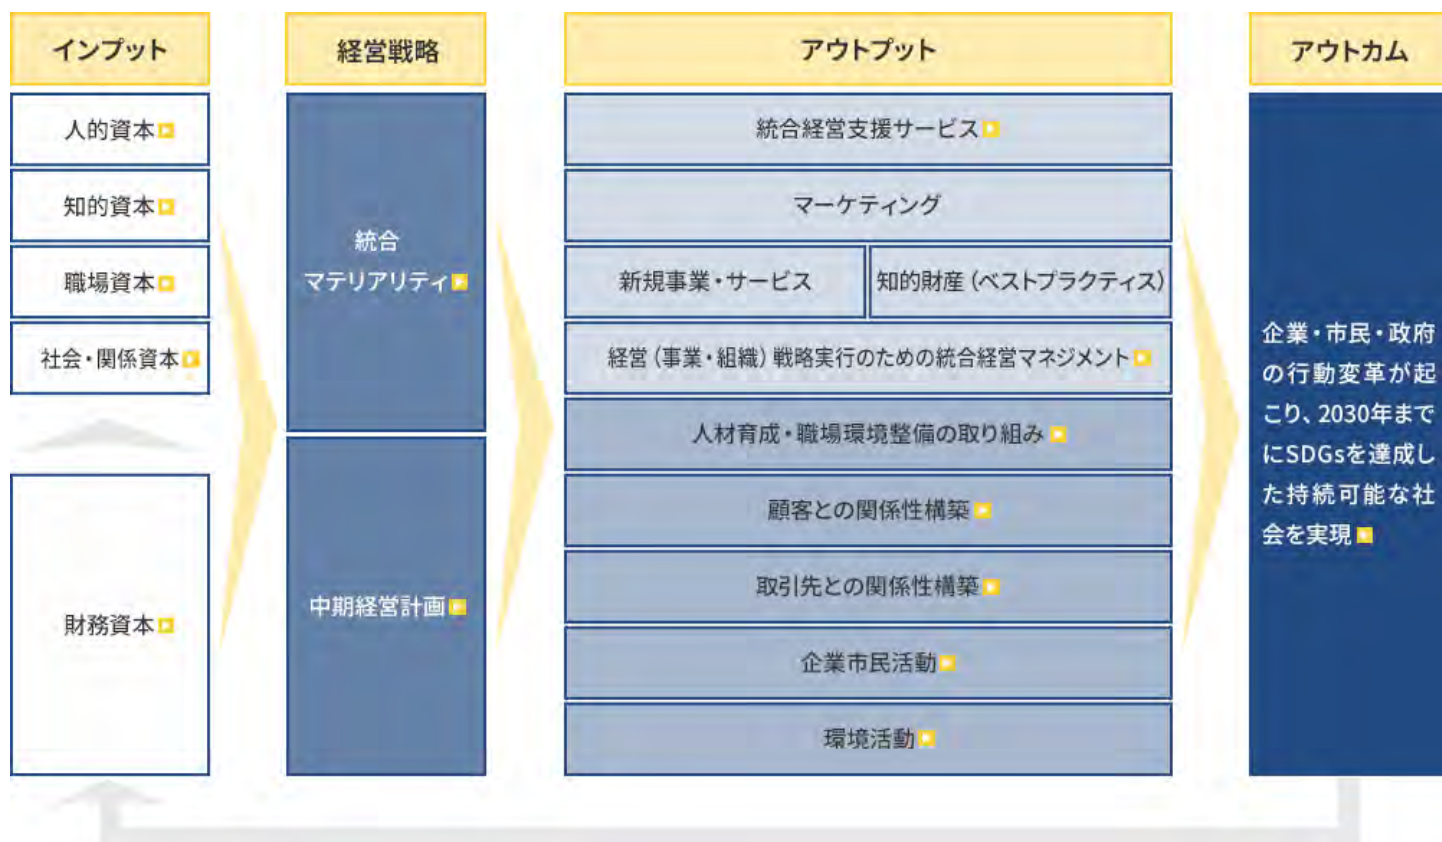 インプット
経営戦略
アウトプット
アウトカム
人的資本
知的資本
職場資本
社会・関係資本
財務資本
統合
マテリアリティ
中期経営計画
統合経営支援サービス
マーケティング
新規事業・サービス
知的財産（ベストプラクティス）
経営（事業・組織）戦略実行のための統合経営マネジメント
人材育成・職場環境整備の取り組み
顧客との関係性構築
取引先との関係性構築
企業市民活動
環境活動
企業・市民・政府
の行動変革が起
こり、2030年まで
にSDGsを達成し
た持続可能な社
会を実現